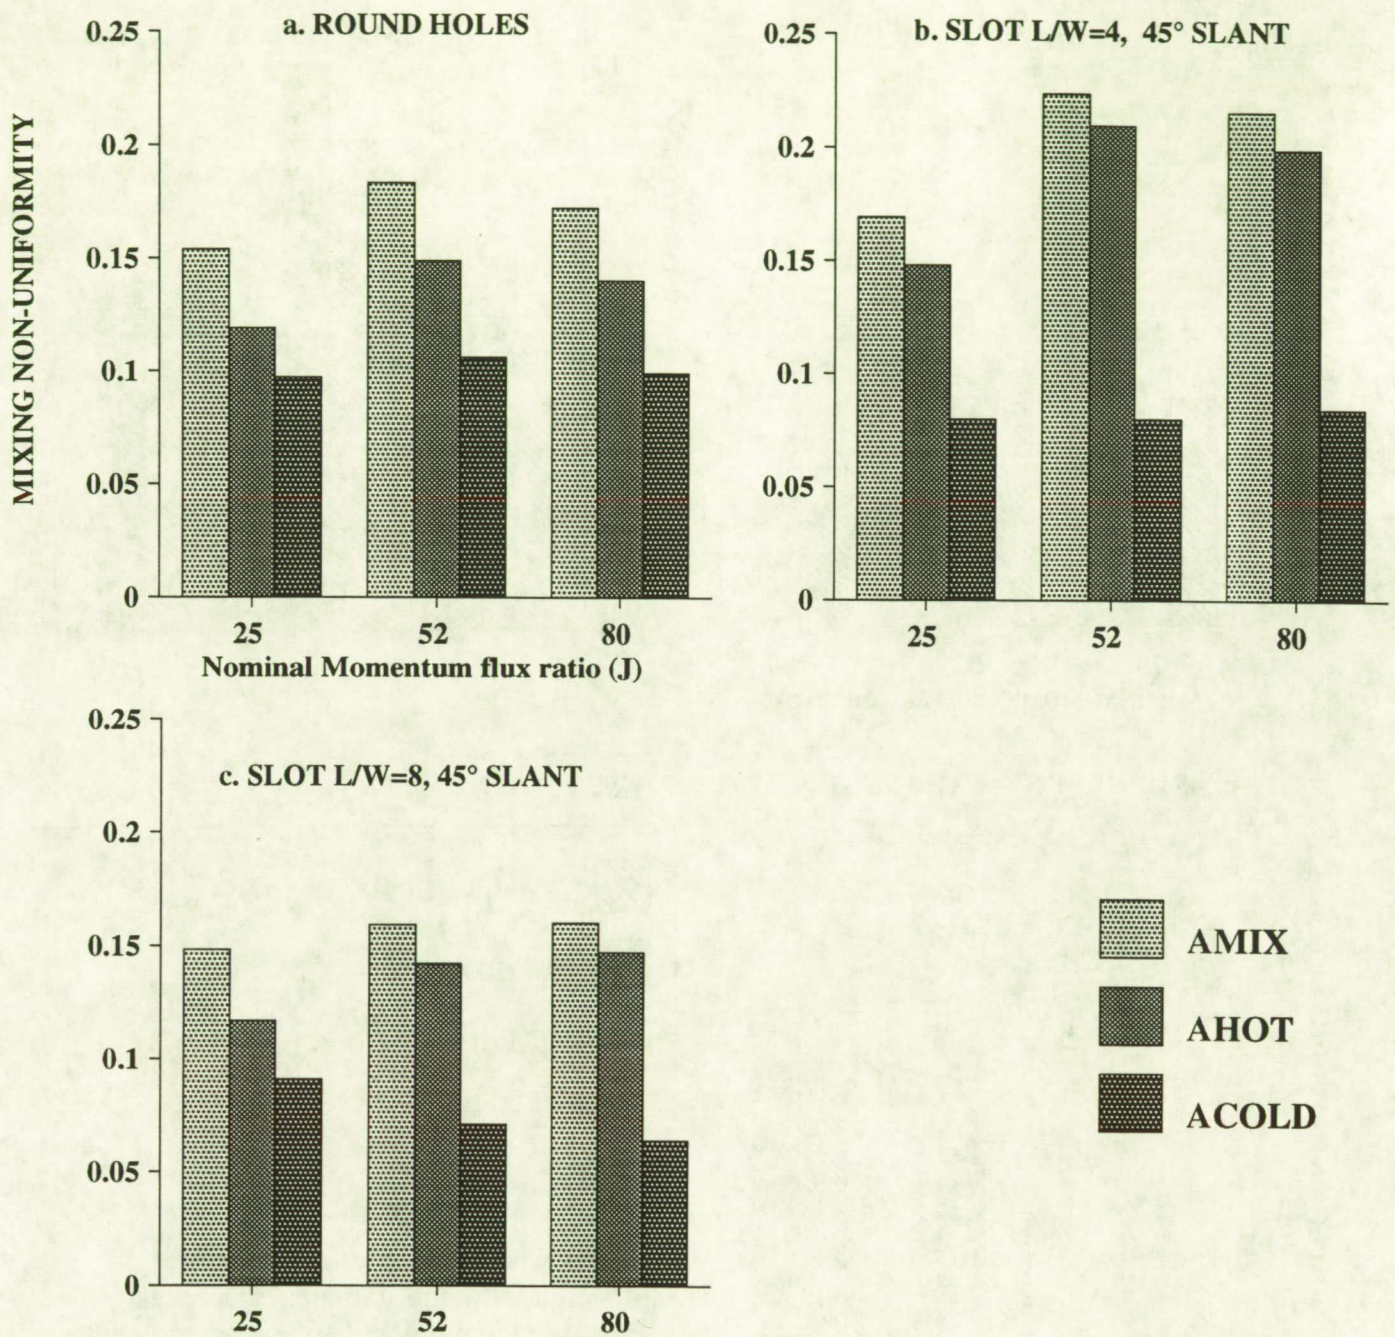 a. ROUND HOLES
MIXING NON-UNIFORMITY
0.25
0.2
0.15
0.1
0.05
0
25 52 80
Nominal Momentum flux ratio (J)
b. SLOT L/W=4, 45° SLANT
0.25
0.2
0.15
0.1
0.05
0
25 52 80
c. SLOT L/W=8, 45° SLANT
0.25
0.2
0.15
0.1
0.05
0
25 52 80
AMIX
AHOT
ACOLD